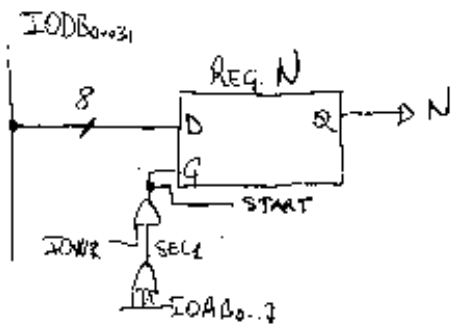 IODB0..31
REG. N
8
D
Q
N
G
START
IOWR
SEL1
IOAB0..7